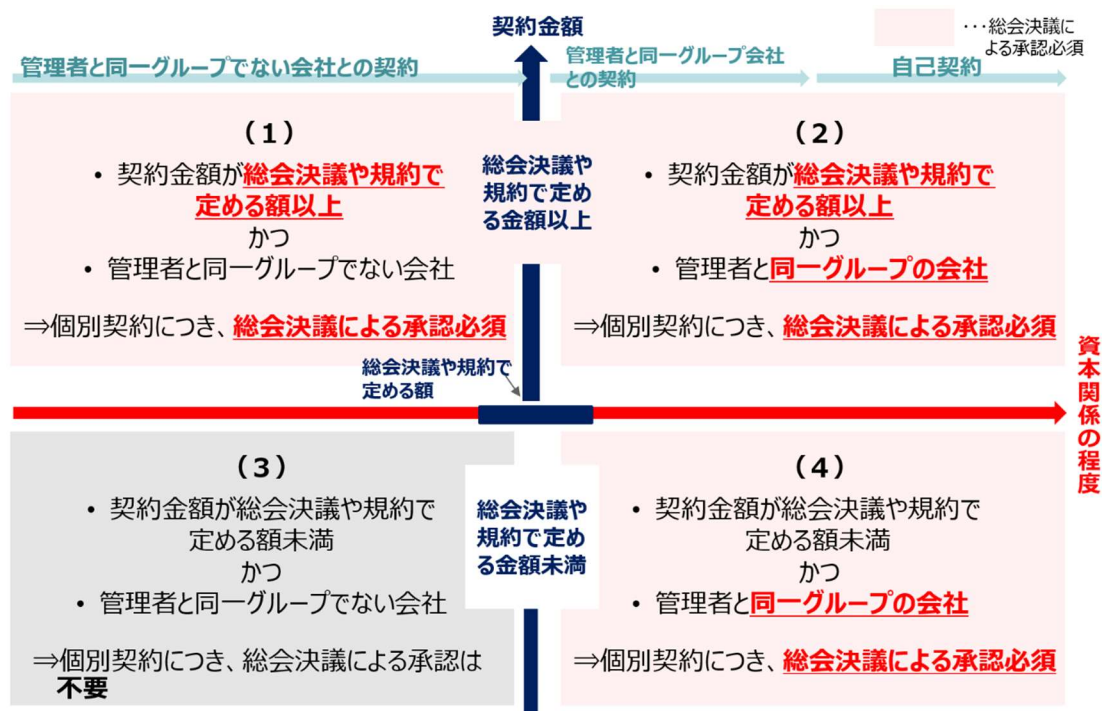 契約金額
・・・総会決議に
よる承認必須
管理者と同一グループでない会社との契約
管理者と同一グループ会社
との契約
自己契約
（１）
• 契約金額が総会決議や規約で
定める額以上
かつ
• 管理者と同一グループでない会社
⇒個別契約につき、総会決議による承認必須
総会決議や
規約で定め
る金額以上
（２）
• 契約金額が総会決議や規約で
定める額以上
かつ
• 管理者と同一グループの会社
⇒個別契約につき、総会決議による承認必須
総会決議や規約で
定める額
資本関係の程度
（３）
• 契約金額が総会決議や規約で
定める額未満
かつ
• 管理者と同一グループでない会社
⇒個別契約につき、総会決議による承認は
不要
総会決議や
規約で定め
る金額未満
（４）
• 契約金額が総会決議や規約で
定める額未満
かつ
• 管理者と同一グループの会社
⇒個別契約につき、総会決議による承認必須